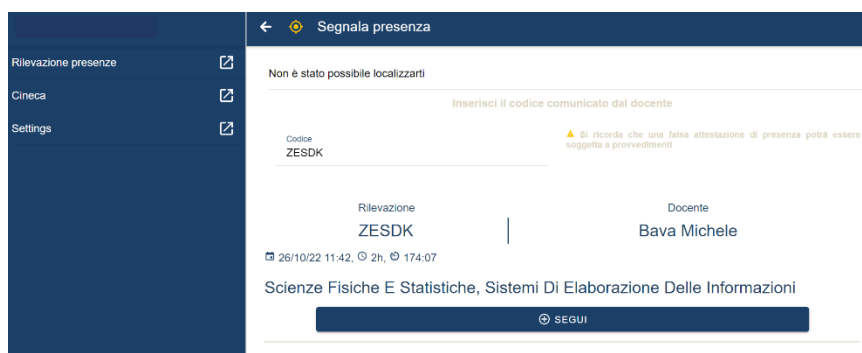 Segnala presenza
Rilevazione presenze
Cineca
Settings
Non è stato possibile localizzarti
Inserisci il codice comunicato dal docente
Codice
ZESDK
Si ricorda che una falsa attestazione di presenza potrà essere
soggetta a provvedimenti
Rilevazione
ZESDK
Docente
Bava Michele
26/10/22 11:42, 2h, 174:07
Scienze Fisiche E Statistiche, Sistemi Di Elaborazione Delle Informazioni
SEGUI